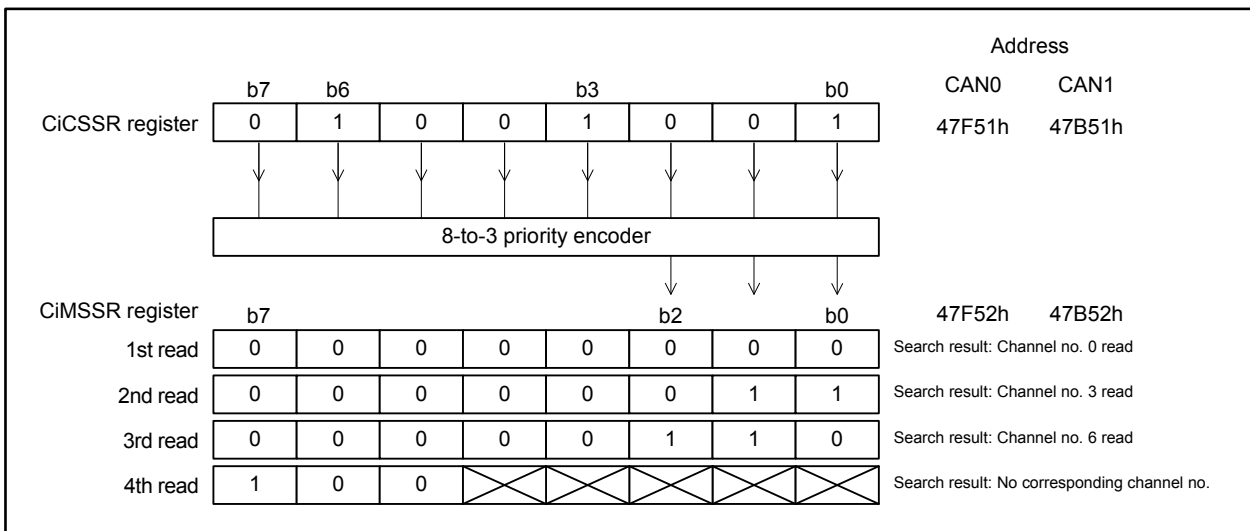 Address
CAN0 CAN1
b7 b6 b3 b0
CiCSSR register 0 1 0 0 1 0 0 1 47F51h 47B51h
8-to-3 priority encoder
CiMSSR register b7 b2 b0 47F52h 47B52h
1st read 0 0 0 0 0 0 0 0 Search result: Channel no. 0 read
2nd read 0 0 0 0 0 0 1 1 Search result: Channel no. 3 read
3rd read 0 0 0 0 0 1 1 0 Search result: Channel no. 6 read
4th read 1 0 0 Search result: No corresponding channel no.